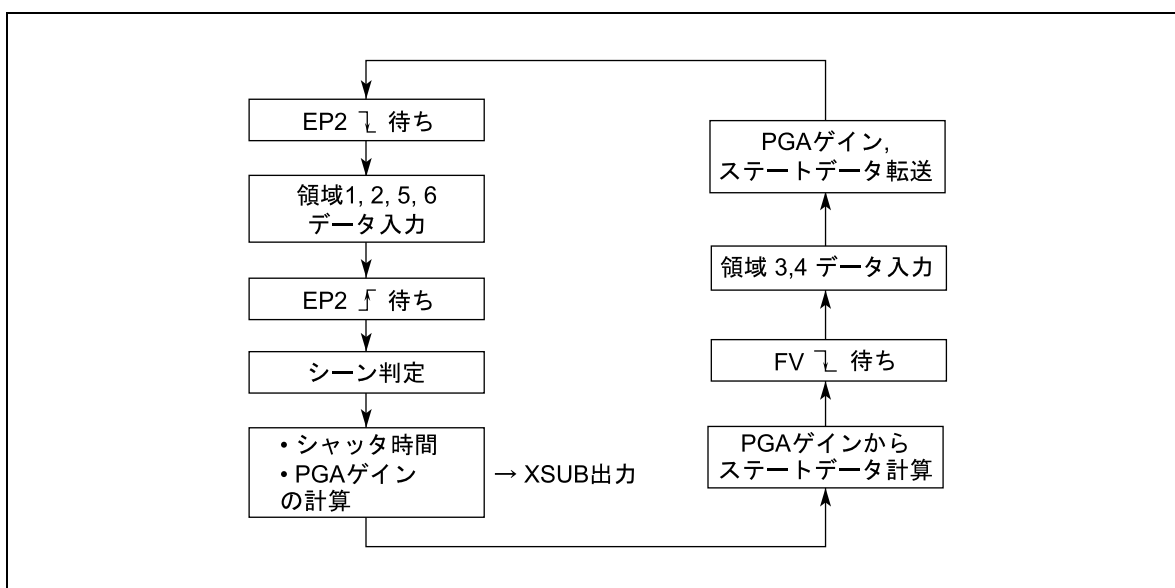 EP2 待ち
領域1, 2, 5, 6
データ入力
EP2 待ち
シーン判定
• シャッタ時間
• PGAゲイン
の計算
→ XSUB出力
PGAゲインから
ステートデータ計算
FV 待ち
領域 3,4 データ入力
PGAゲイン,
ステートデータ転送